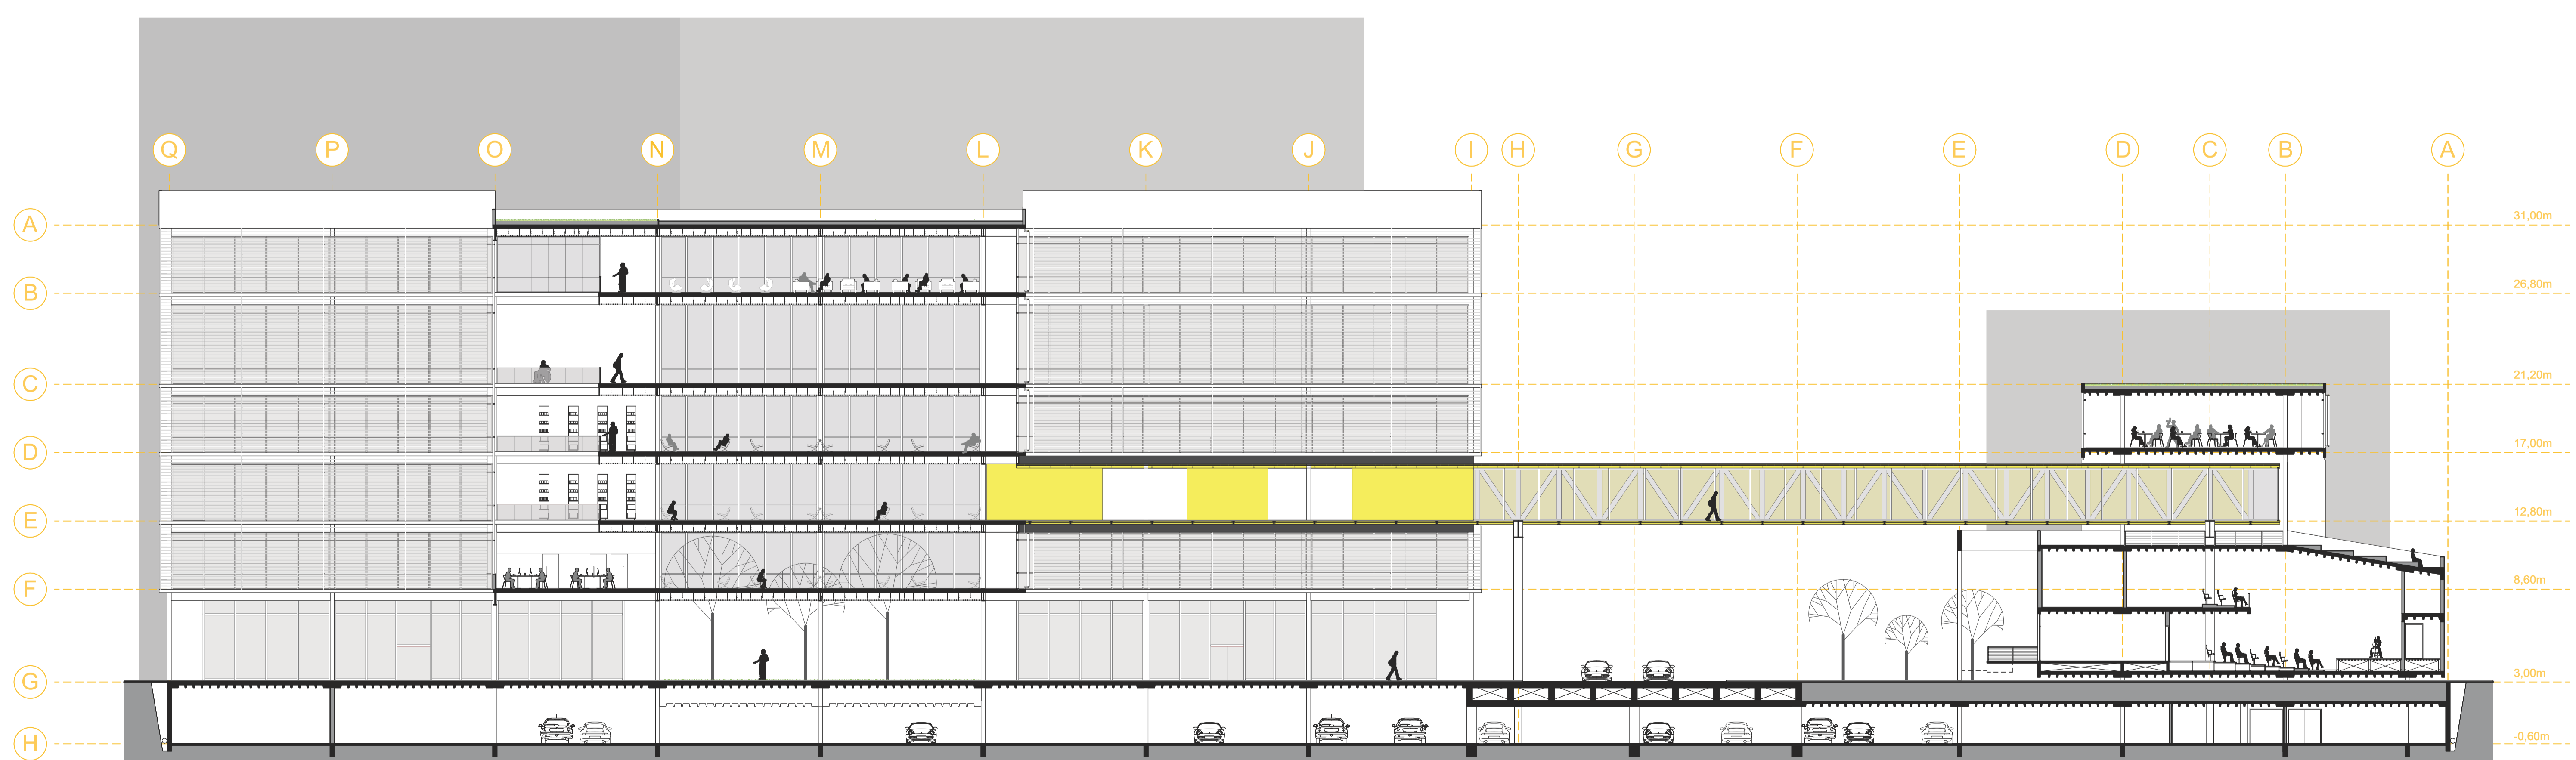 Q P O N M L K J I H G F E D C B A
A 31,00m
B 26,80m
C 21,20m
D 17,00m
E 12,80m
F 8,60m
G 3,00m
H -0,60m